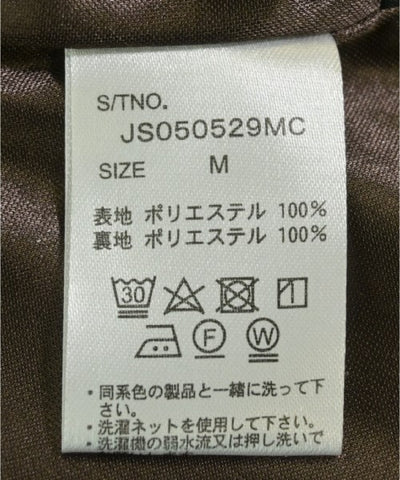 S/TNO.
JS050529MC
SIZE M
表地 ポリエステル 100%
裏地 ポリエステル 100%
30
F W
・同系色の製品と一緒に洗って下
さい。
・洗濯ネットを使用して下さい。
・洗濯機の弱水流又は押し洗いで